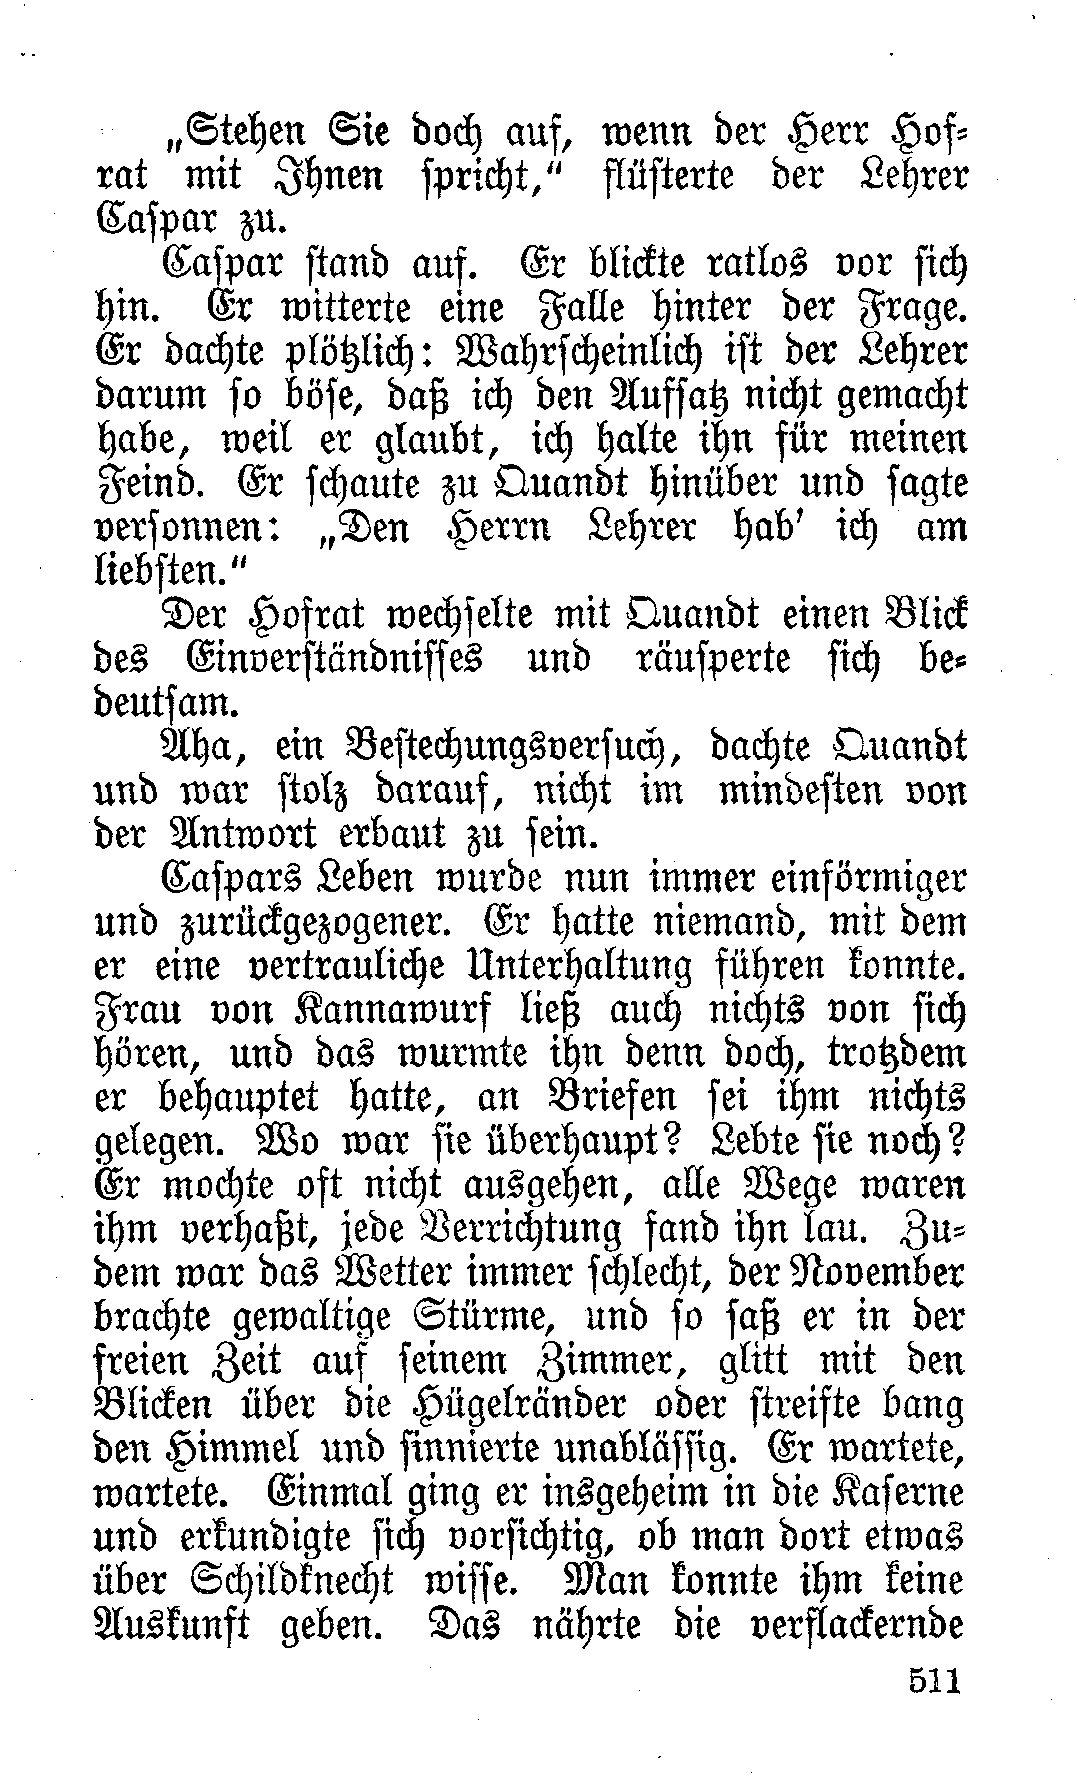 „Stehen Sie doch auf, wenn der Herr Hof-
rat mit Ihnen spricht,“ flüsterte der Lehrer
Caspar zu.
Caspar stand auf. Er blickte ratlos vor sich
hin. Er witterte eine Falle hinter der Frage.
Er dachte plötzlich: Wahrscheinlich ist der Lehrer
darum so böse, daß ich den Aufsatz nicht gemacht
habe, weil er glaubt, ich halte ihn für meinen
Feind. Er schaute zu Quandt hinüber und sagte
versonnen: „Den Herrn Lehrer hab' ich am
liebsten.“
Der Hofrat wechselte mit Quandt einen Blick
des Einverständnisses und räusperte sich be-
deutsam.
Aha, ein Bestechungsversuch, dachte Quandt
und war stolz darauf, nicht im mindesten von
der Antwort erbaut zu sein.
Caspars Leben wurde nun immer einförmiger
und zurückgezogener. Er hatte niemand, mit dem
er eine vertrauliche Unterhaltung führen konnte.
Frau von Kannawurf ließ auch nichts von sich
hören, und das wurmte ihn denn doch, trotzdem
er behauptet hatte, an Briefen sei ihm nichts
gelegen. Wo war sie überhaupt? Lebte sie noch?
Er mochte oft nicht ausgehen, alle Wege waren
ihm verhaßt, jede Verrichtung fand ihn lau. Zu-
dem war das Wetter immer schlecht, der November
brachte gewaltige Stürme, und so saß er in der
freien Zeit auf seinem Zimmer, glitt mit den
Blicken über die Hügelränder oder streifte bang
den Himmel und sinnierte unablässig. Er wartete,
wartete. Einmal ging er insgeheim in die Kaserne
und erkundigte sich vorsichtig, ob man dort etwas
über Schildknecht wisse. Man konnte ihm keine
Auskunft geben. Das nährte die verflackernde
511